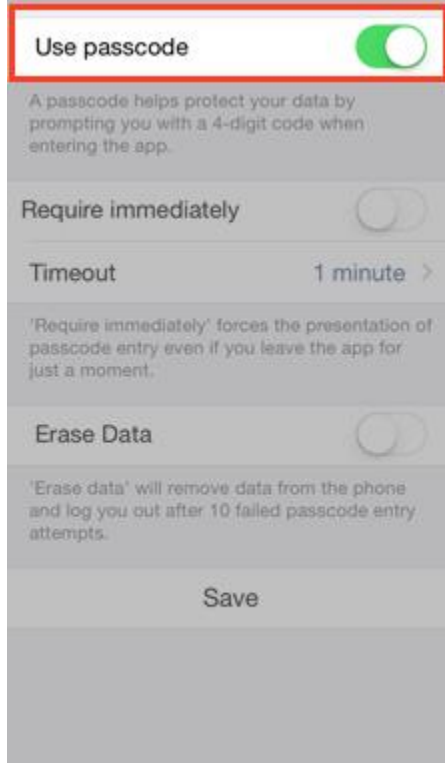 Use passcode
A passcode helps protect your data by
prompting you with a 4-digit code when
entering the app.
Require immediately
Timeout 1 minute >
'Require immediately' forces the presentation of
passcode entry even if you leave the app for
just a moment.
Erase Data
'Erase data' will remove data from the phone
and log you out after 10 failed passcode entry
attempts.
Save